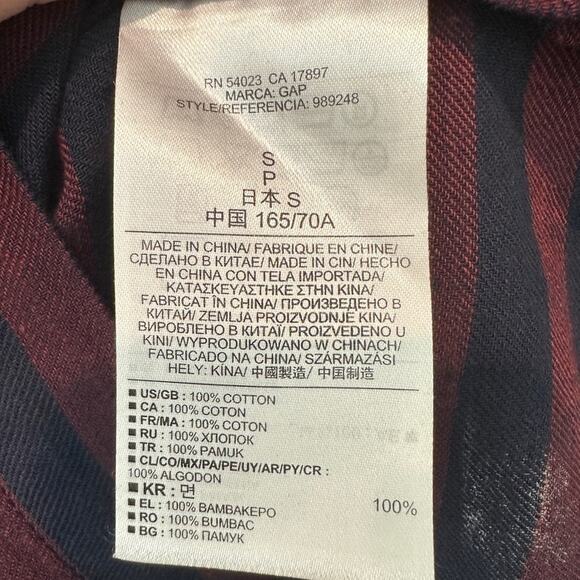 RN 54023 CA 17897
MARCA: GAP
STYLE/REFERENCIA: 989248
S
P
日本 S
中国 165/70A
MADE IN CHINA/ FABRIQUE EN CHINE/
СДЕЛАНО В КИТАЕ/ MADE IN CIN/ HECHO
EN CHINA CON TELA IMPORTADA/
ΚΑΤΑΣΚΕΥΑΣΤΗΚΕ ΣΤΗΝ ΚΙΝΑ/
FABRICAT ÎN CHINA/ ПРОИЗВЕДЕНО В
КИТАЙ/ ZEMLJA PROIZVODNJE KINA/
ВИРОБЛЕНО В КИТАЇ/ PROIZVEDENO U
KINI/ WYPRODUKOWANO W CHINACH/
FABRICADO NA CHINA/ SZÁRMAZÁSI
HELY: KÍNA/ 中國製造/ 中国制造
US/GB : 100% COTTON
CA : 100% COTON
FR/MA : 100% COTON
RU : 100% ХЛОПОК
TR : 100% PAMUK
CL/CO/MX/PA/PE/UY/AR/PY/CR :
100% ALGODON
KR : 면 100%
EL : 100% ΒΑΜΒΑΚΕΡΟ
RO : 100% BUMBAC
BG : 100% ПАМУК